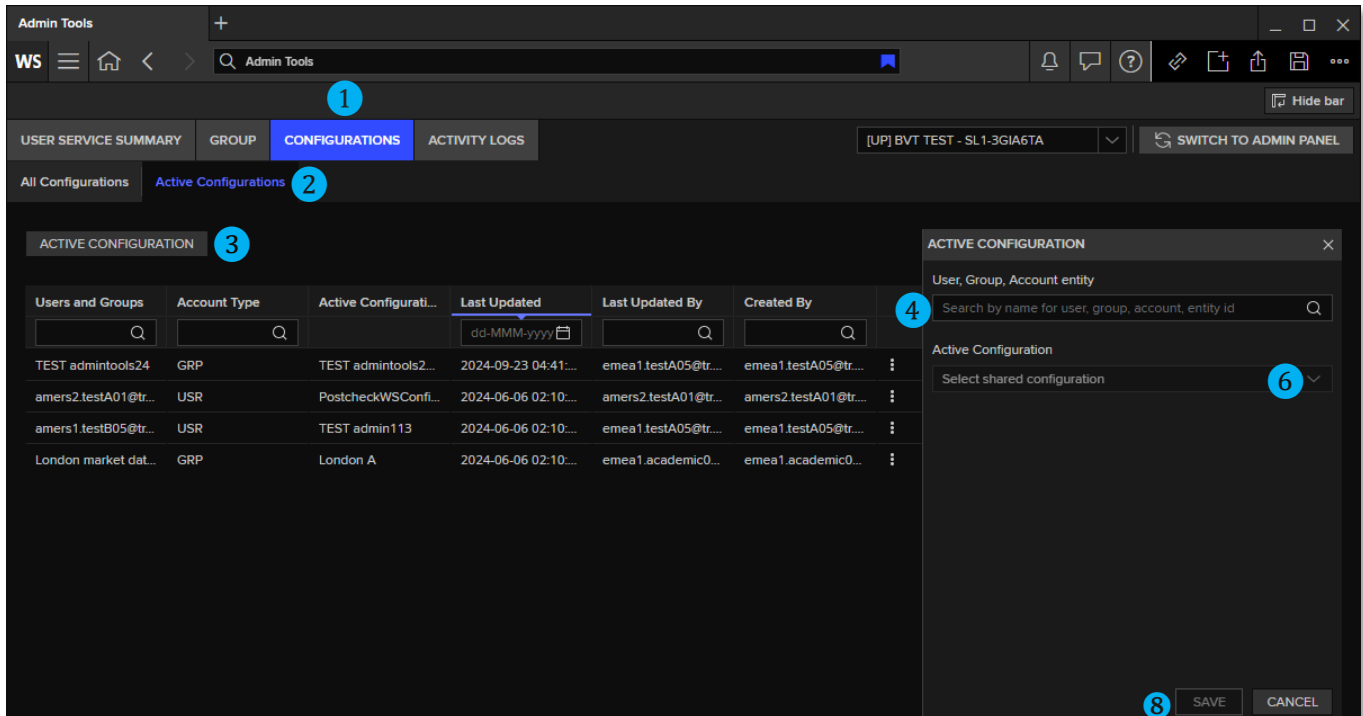 Admin Tools
WS Admin Tools
1 Hide bar
USER SERVICE SUMMARY GROUP CONFIGURATIONS ACTIVITY LOGS [UP] BVT TEST - SL1-3GIA6TA SWITCH TO ADMIN PANEL
All Configurations Active Configurations 2
ACTIVE CONFIGURATION 3
Users and Groups Account Type Active Configurati... Last Updated Last Updated By Created By
dd-MMM-yyyy
TEST admintools24 GRP TEST admintools2... 2024-09-23 04:41:... emea1.testA05@tr.... emea1.testA05@tr....
amers2.testA01@tr... USR PostcheckWSConfi... 2024-06-06 02:10:... amers2.testA01@tr... amers2.testA01@tr...
amers1.testB05@tr... USR TEST admin113 2024-06-06 02:10:... emea1.testA05@tr.... emea1.testA05@tr....
London market dat... GRP London A 2024-06-06 02:10:... emea1.academic0... emea1.academic0...
ACTIVE CONFIGURATION
User, Group, Account entity
4 Search by name for user, group, account, entity id
Active Configuration
Select shared configuration 6
8 SAVE CANCEL